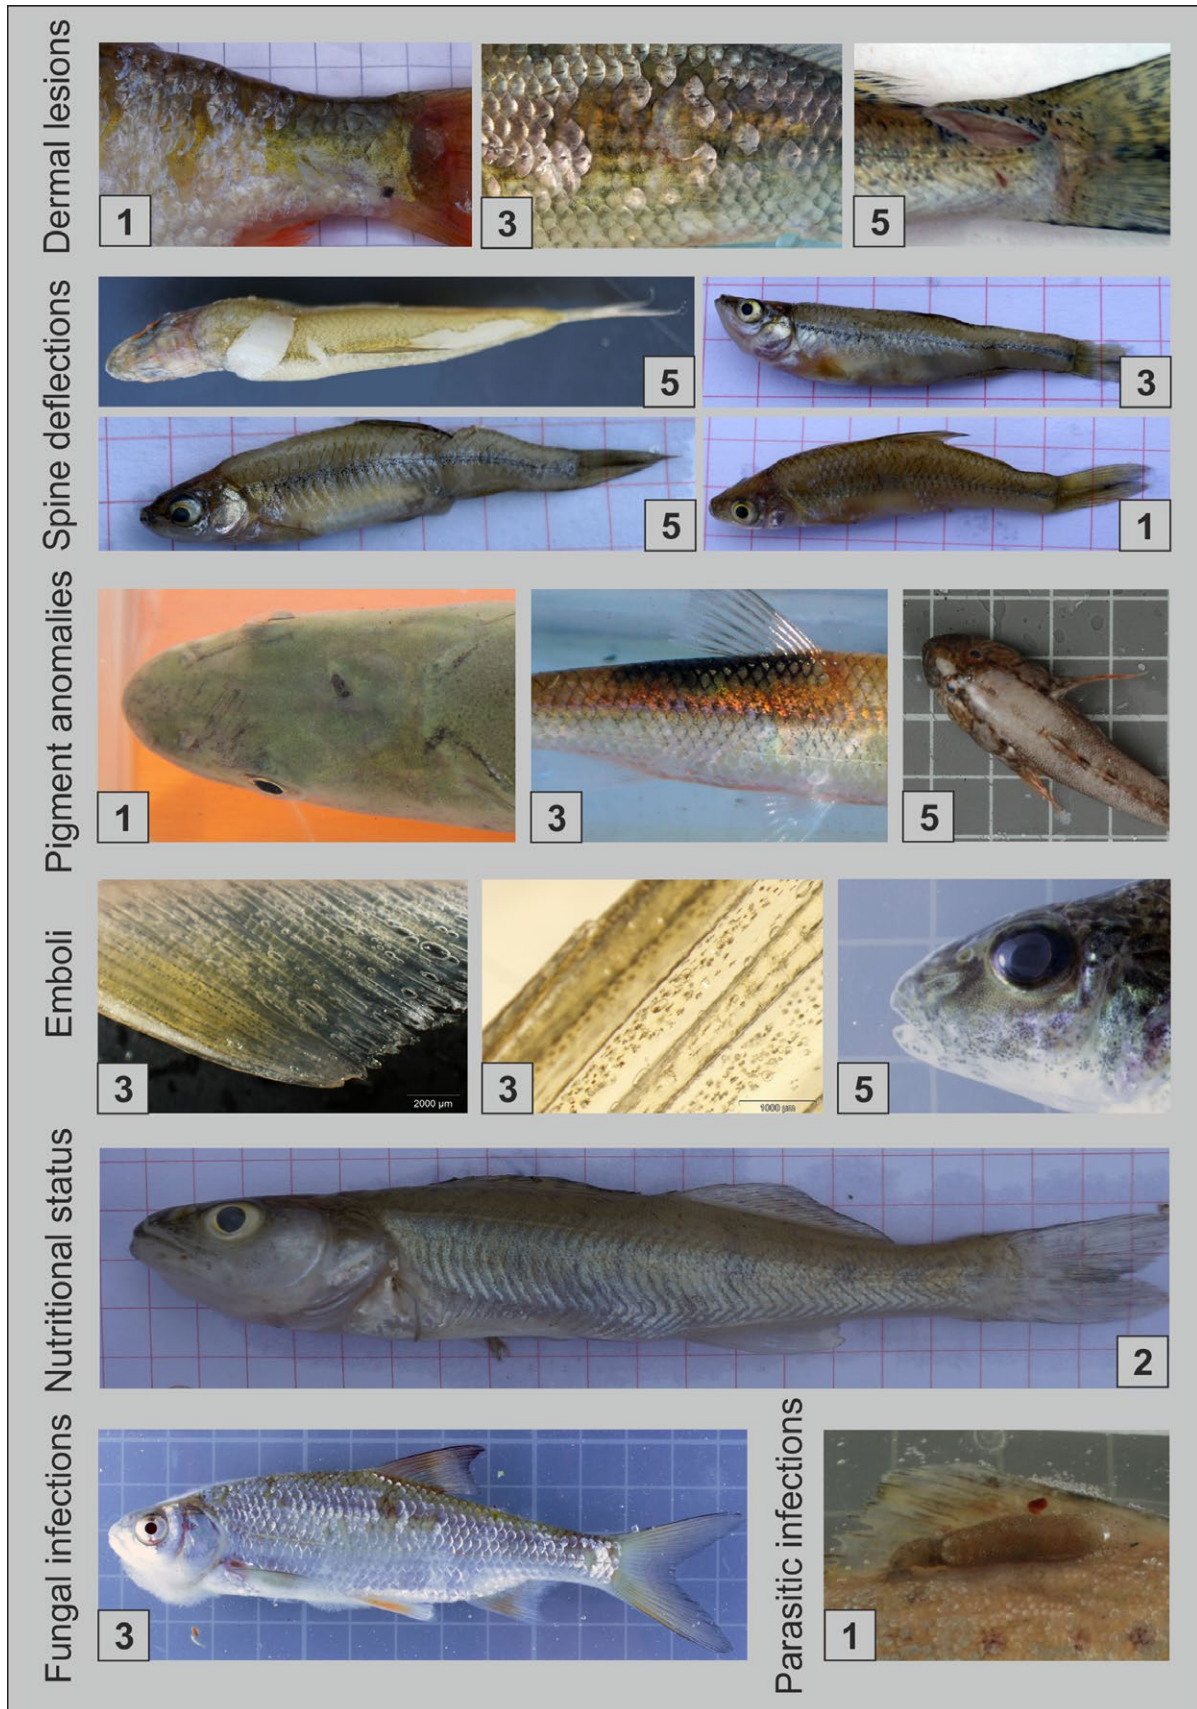 Dermal lesions
1
3
5
Spine deflections
5
3
5
1
Pigment anomalies
1
3
5
Emboli
3
2000 µm
3
1000 µm
5
Nutritional status
2
Fungal infections
3
Parasitic infections
1